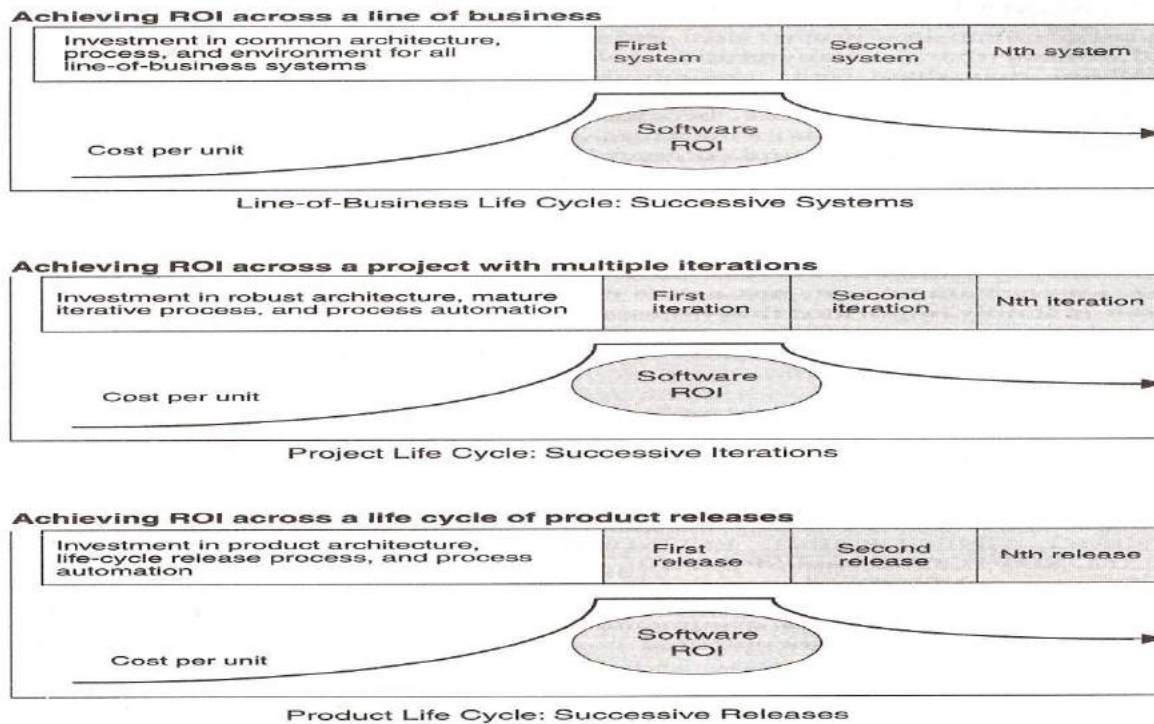 Achieving ROI across a line of business
Investment in common architecture,
process, and environment for all
line-of-business systems
First
system
Second
system
Nth system
Cost per unit
Software
ROI
Line-of-Business Life Cycle: Successive Systems
Achieving ROI across a project with multiple iterations
Investment in robust architecture, mature
iterative process, and process automation
First
iteration
Second
iteration
Nth iteration
Cost per unit
Software
ROI
Project Life Cycle: Successive Iterations
Achieving ROI across a life cycle of product releases
Investment in product architecture,
life-cycle release process, and process
automation
First
release
Second
release
Nth release
Cost per unit
Software
ROI
Product Life Cycle: Successive Releases